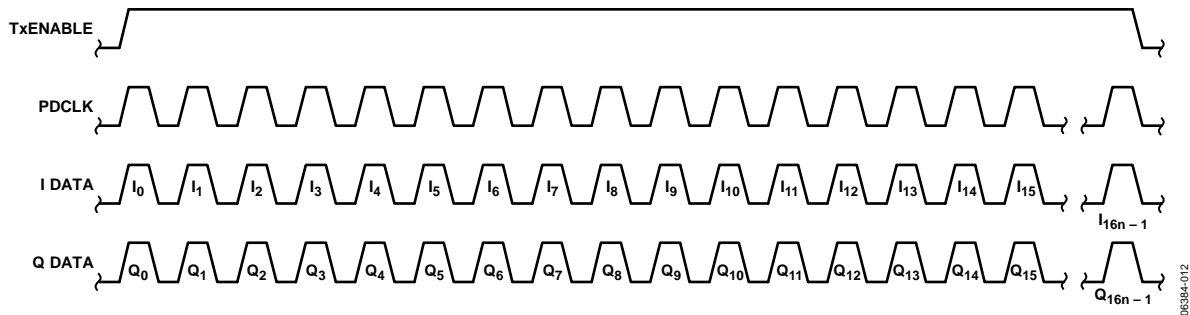 TxENABLE
PDCLK
I DATA
I0 I1 I2 I3 I4 I5 I6 I7 I8 I9 I10 I11 I12 I13 I14 I15
I16n – 1
Q DATA
Q0 Q1 Q2 Q3 Q4 Q5 Q6 Q7 Q8 Q9 Q10 Q11 Q12 Q13 Q14 Q15
Q16n – 1
06384-012